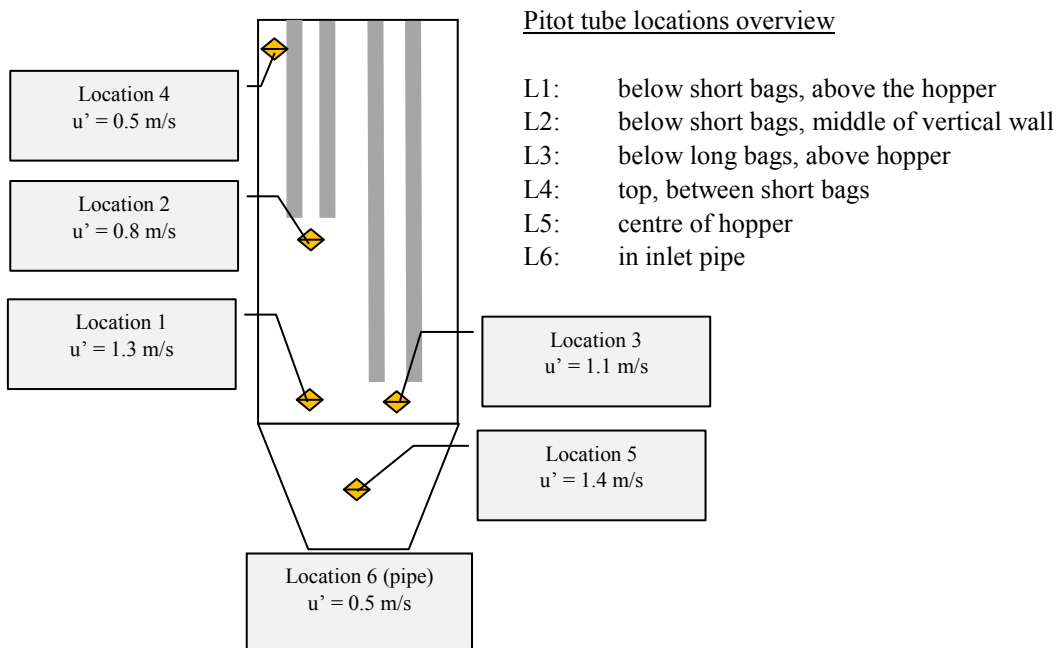 Pitot tube locations overview
L1: below short bags, above the hopper
L2: below short bags, middle of vertical wall
L3: below long bags, above hopper
L4: top, between short bags
L5: centre of hopper
L6: in inlet pipe
Location 4
u’ = 0.5 m/s
Location 2
u’ = 0.8 m/s
Location 1
u’ = 1.3 m/s
Location 3
u’ = 1.1 m/s
Location 5
u’ = 1.4 m/s
Location 6 (pipe)
u’ = 0.5 m/s